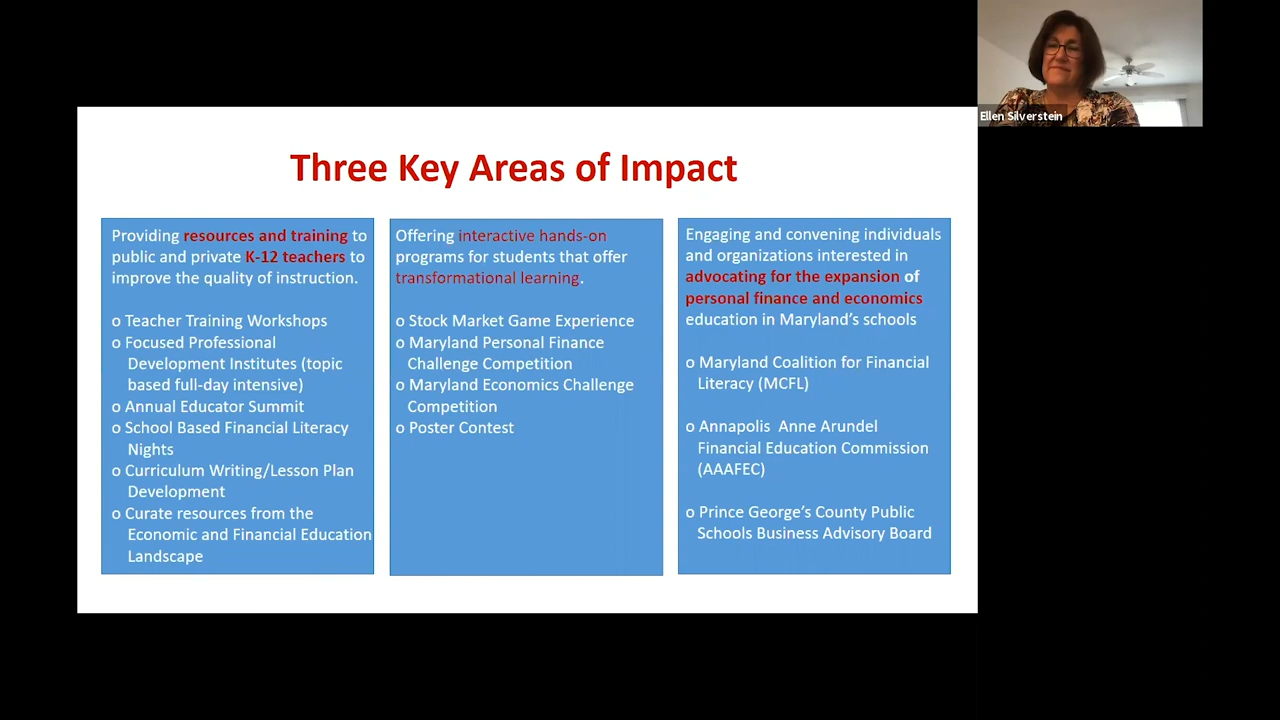 Three Key Areas of Impact
Providing resources and training to
public and private K-12 teachers to
improve the quality of instruction.
o Teacher Training Workshops
o Focused Professional
Development Institutes (topic
based full-day intensive)
o Annual Educator Summit
o School Based Financial Literacy
Nights
o Curriculum Writing/Lesson Plan
Development
o Curate resources from the
Economic and Financial Education
Landscape
Offering interactive hands-on
programs for students that offer
transformational learning.
o Stock Market Game Experience
o Maryland Personal Finance
Challenge Competition
o Maryland Economics Challenge
Competition
o Poster Contest
Engaging and convening individuals
and organizations interested in
advocating for the expansion of
personal finance and economics
education in Maryland’s schools
o Maryland Coalition for Financial
Literacy (MCFL)
o Annapolis  Anne Arundel
Financial Education Commission
(AAAFEC)
o Prince George’s County Public
Schools Business Advisory Board
Ellen Silverstein